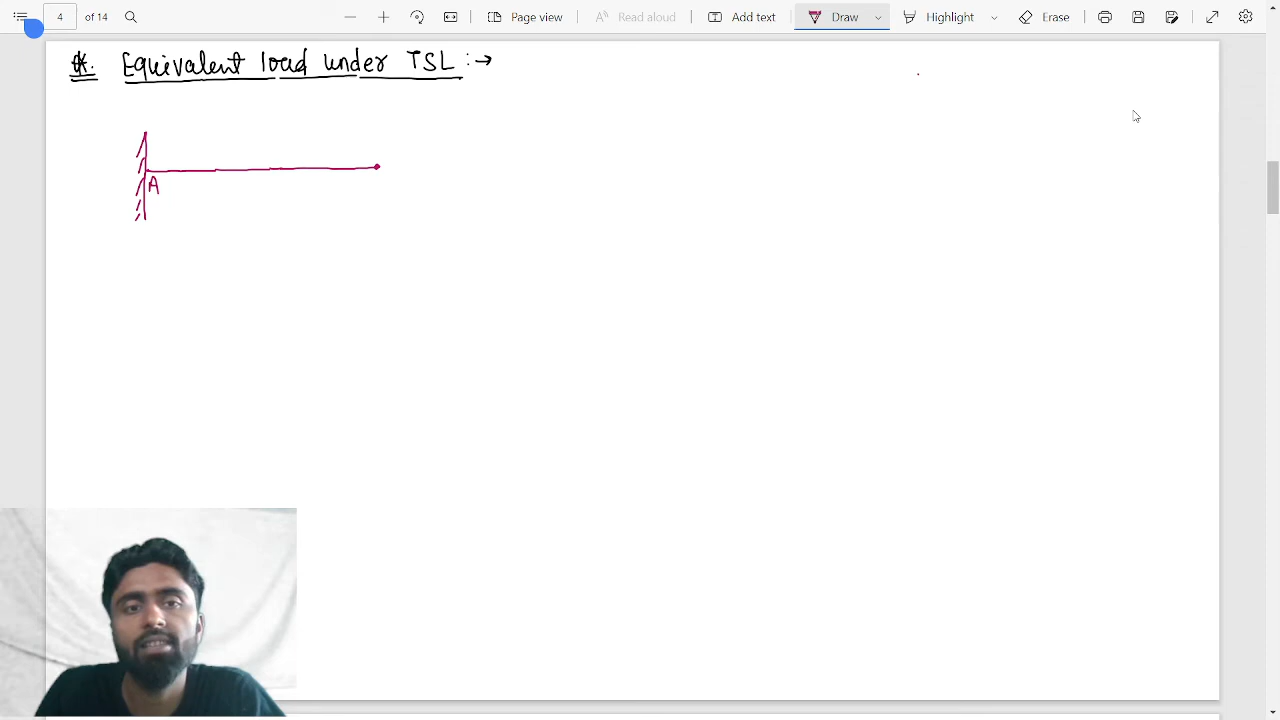 4 of 14 Page view Read aloud Add text Draw Highlight Erase
Equivalent load under TSL :→
A